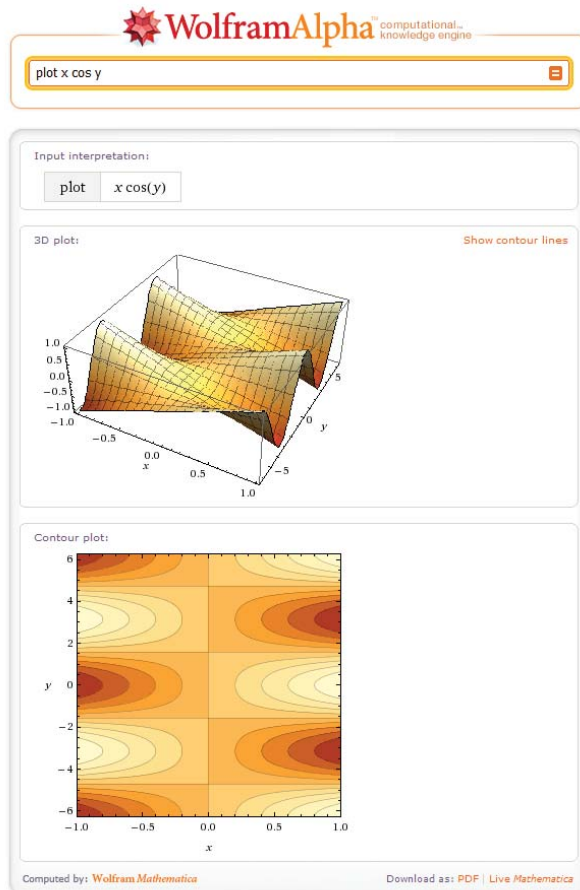 WolframAlpha™ computational...
knowledge engine
plot x cos y
Input interpretation:
plot x cos(y)
3D plot:
Show contour lines
1.0
0.5
0.0
−0.5
−1.0
−1.0
−0.5
0.0
0.5
1.0
x
5
0
−5
y
Contour plot:
6
4
2
0
−2
−4
−6
y
−1.0 −0.5 0.0 0.5 1.0
x
Computed by: Wolfram Mathematica
Download as: PDF | Live Mathematica